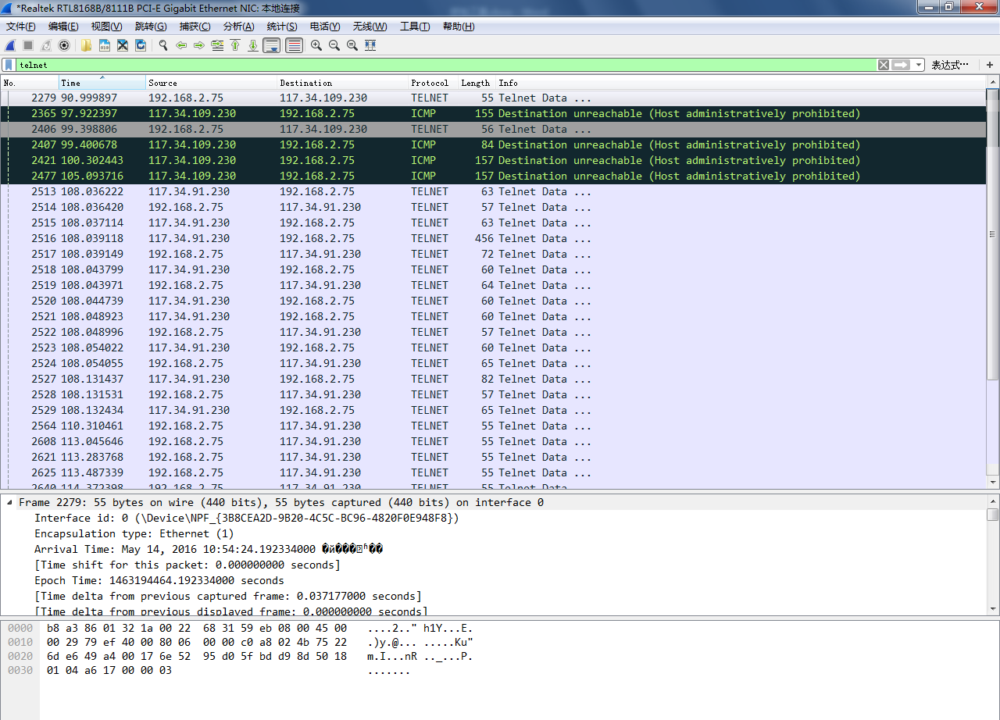 *Realtek RTL8168B/8111B PCI-E Gigabit Ethernet NIC: 本地连接
文件(F) 编辑(E) 视图(V) 跳转(G) 捕获(C) 分析(A) 统计(S) 电话(Y) 无线(W) 工具(T) 帮助(H)
telnet 表达式… +
No. Time Source Destination Protocol Length Info
2279 90.999897 192.168.2.75 117.34.109.230 TELNET 55 Telnet Data ...
2365 97.922397 117.34.109.230 192.168.2.75 ICMP 155 Destination unreachable (Host administratively prohibited)
2406 99.398806 192.168.2.75 117.34.109.230 TELNET 56 Telnet Data ...
2407 99.400678 117.34.109.230 192.168.2.75 ICMP 84 Destination unreachable (Host administratively prohibited)
2421 100.302443 117.34.109.230 192.168.2.75 ICMP 157 Destination unreachable (Host administratively prohibited)
2477 105.093716 117.34.109.230 192.168.2.75 ICMP 157 Destination unreachable (Host administratively prohibited)
2513 108.036222 117.34.91.230 192.168.2.75 TELNET 63 Telnet Data ...
2514 108.036420 192.168.2.75 117.34.91.230 TELNET 57 Telnet Data ...
2515 108.037114 117.34.91.230 192.168.2.75 TELNET 63 Telnet Data ...
2516 108.039118 117.34.91.230 192.168.2.75 TELNET 456 Telnet Data ...
2517 108.039149 192.168.2.75 117.34.91.230 TELNET 72 Telnet Data ...
2518 108.043799 117.34.91.230 192.168.2.75 TELNET 60 Telnet Data ...
2519 108.043971 192.168.2.75 117.34.91.230 TELNET 64 Telnet Data ...
2520 108.044739 117.34.91.230 192.168.2.75 TELNET 60 Telnet Data ...
2521 108.048923 117.34.91.230 192.168.2.75 TELNET 60 Telnet Data ...
2522 108.048996 192.168.2.75 117.34.91.230 TELNET 57 Telnet Data ...
2523 108.054022 117.34.91.230 192.168.2.75 TELNET 60 Telnet Data ...
2524 108.054055 192.168.2.75 117.34.91.230 TELNET 65 Telnet Data ...
2527 108.131437 117.34.91.230 192.168.2.75 TELNET 82 Telnet Data ...
2528 108.131531 192.168.2.75 117.34.91.230 TELNET 57 Telnet Data ...
2529 108.132434 117.34.91.230 192.168.2.75 TELNET 65 Telnet Data ...
2564 110.310461 192.168.2.75 117.34.91.230 TELNET 55 Telnet Data ...
2608 113.045646 192.168.2.75 117.34.91.230 TELNET 55 Telnet Data ...
2621 113.283768 192.168.2.75 117.34.91.230 TELNET 55 Telnet Data ...
2625 113.487339 192.168.2.75 117.34.91.230 TELNET 55 Telnet Data ...
2640 114.372398 192.168.2.75 117.34.91.230 TELNET 55 Telnet Data ...
Frame 2279: 55 bytes on wire (440 bits), 55 bytes captured (440 bits) on interface 0
Interface id: 0 (\Device\NPF_{3B8CEA2D-9B20-4C5C-BC96-4820F0E948F8})
Encapsulation type: Ethernet (1)
Arrival Time: May 14, 2016 10:54:24.192334000
[Time shift for this packet: 0.000000000 seconds]
Epoch Time: 1463194464.192334000 seconds
[Time delta from previous captured frame: 0.037177000 seconds]
[Time delta from previous displayed frame: 0.000000000 seconds]
0000 b8 a3 86 01 32 1a 00 22 68 31 59 eb 08 00 45 00 ....2.." h1Y...E.
0010 00 29 79 ef 40 00 80 06 00 00 c0 a8 02 4b 75 22 .)y.@... .....Ku"
0020 6d e6 49 a4 00 17 6e 52 95 d0 5f bd d9 8d 50 18 m.I...nR .._...P.
0030 01 04 a6 17 00 00 03 .......